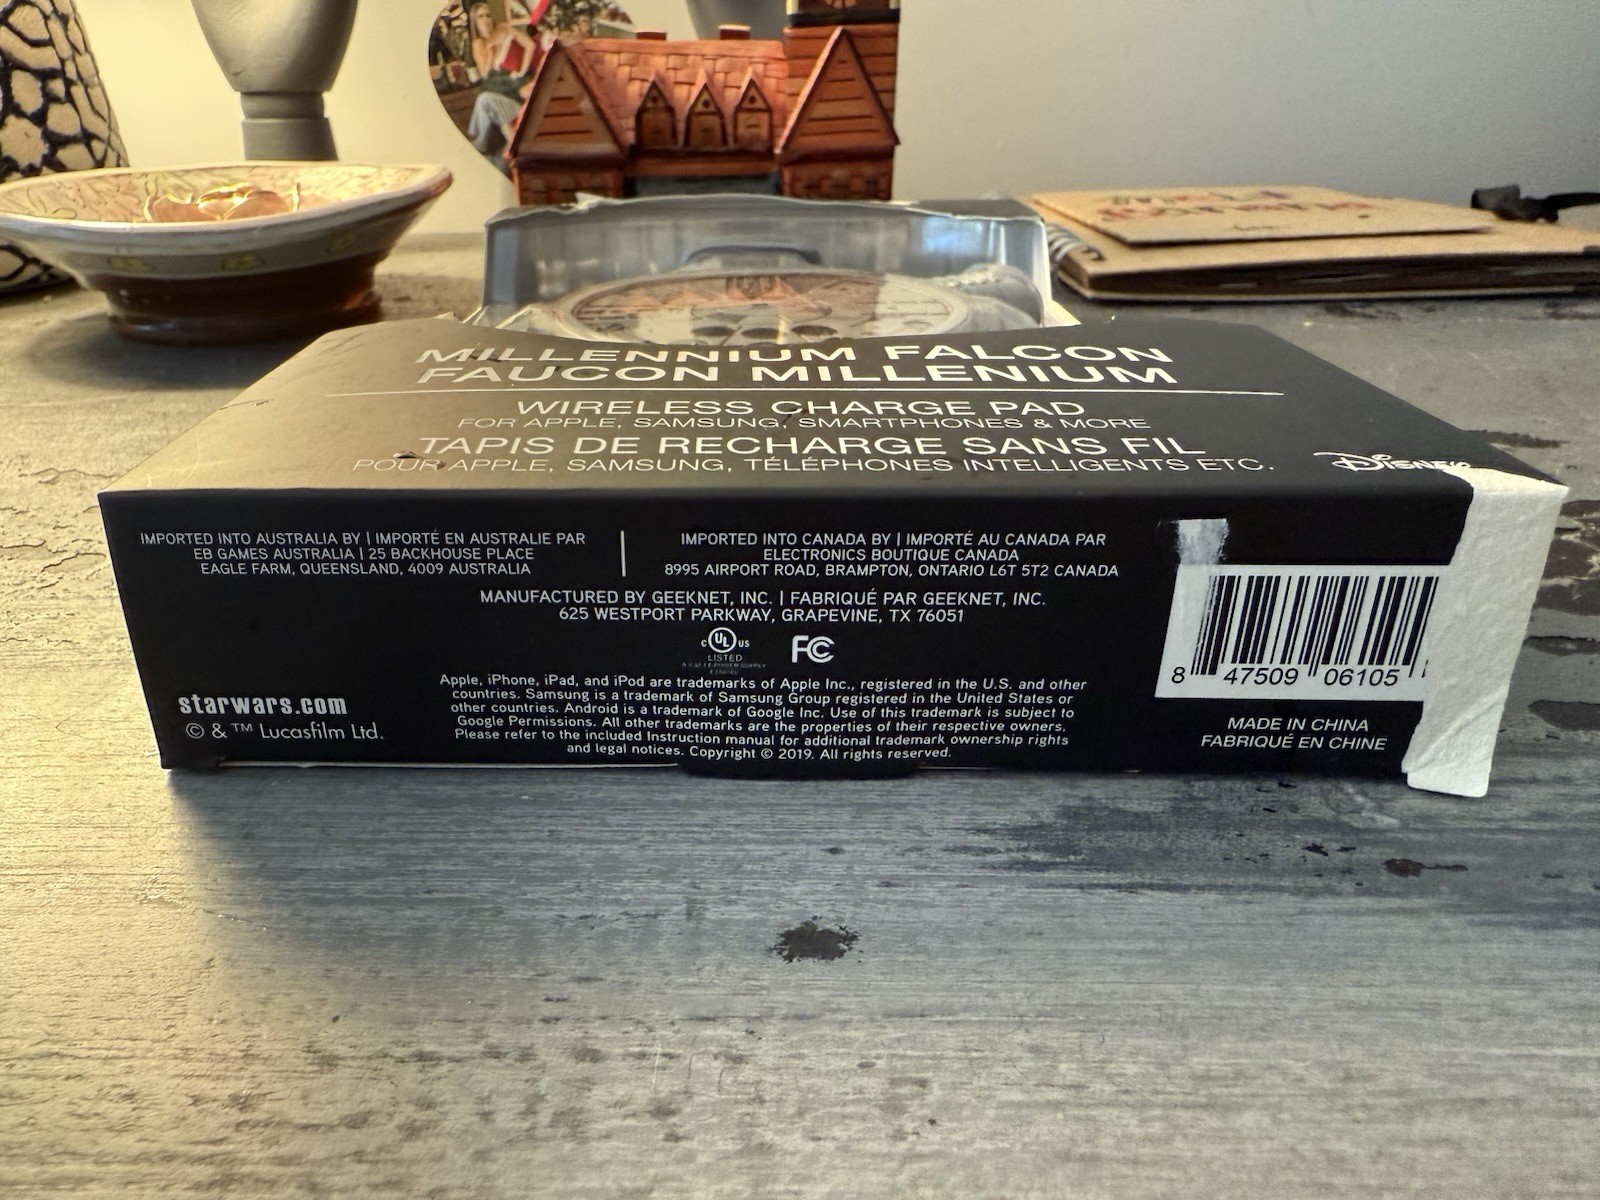 MILLENNIUM FALCON
FAUCON MILLENIUM
WIRELESS CHARGE PAD
FOR APPLE, SAMSUNG, SMARTPHONES & MORE
TAPIS DE RECHARGE SANS FIL
POUR APPLE, SAMSUNG, TÉLÉPHONES INTELLIGENTS ETC.
Disney
IMPORTED INTO AUSTRALIA BY | IMPORTÉ EN AUSTRALIE PAR
EB GAMES AUSTRALIA | 25 BACKHOUSE PLACE
EAGLE FARM, QUEENSLAND, 4009 AUSTRALIA
IMPORTED INTO CANADA BY | IMPORTÉ AU CANADA PAR
ELECTRONICS BOUTIQUE CANADA
8995 AIRPORT ROAD, BRAMPTON, ONTARIO L6T 5T2 CANADA
MANUFACTURED BY GEEKNET, INC. | FABRIQUÉ PAR GEEKNET, INC.
625 WESTPORT PARKWAY, GRAPEVINE, TX 76051
c UL us
LISTED
FC
Apple, iPhone, iPad, and iPod are trademarks of Apple Inc., registered in the U.S. and other
countries. Samsung is a trademark of Samsung Group registered in the United States or
other countries. Android is a trademark of Google Inc. Use of this trademark is subject to
Google Permissions. All other trademarks are the properties of their respective owners.
Please refer to the included Instruction manual for additional trademark ownership rights
and legal notices. Copyright © 2019. All rights reserved.
starwars.com
© & ™ Lucasfilm Ltd.
8 47509 06105
MADE IN CHINA
FABRIQUÉ EN CHINE